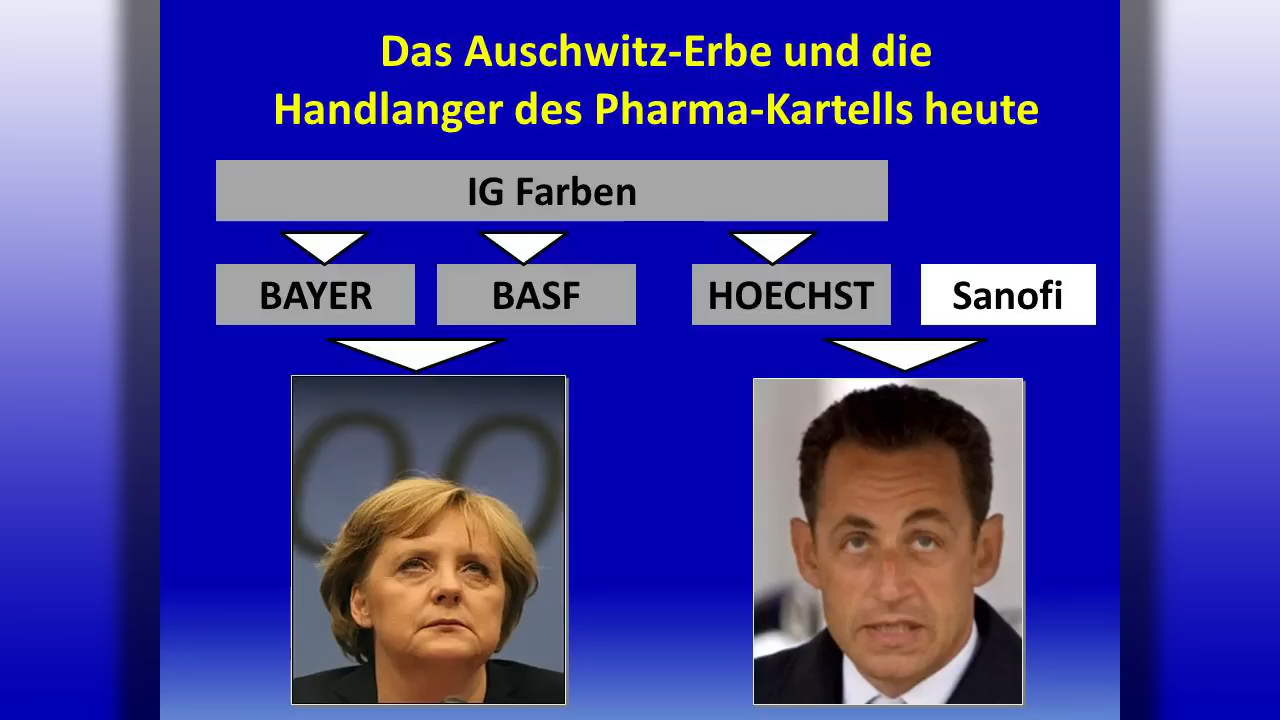 Das Auschwitz-Erbe und die
Handlanger des Pharma-Kartells heute
IG Farben
BAYER BASF HOECHST Sanofi